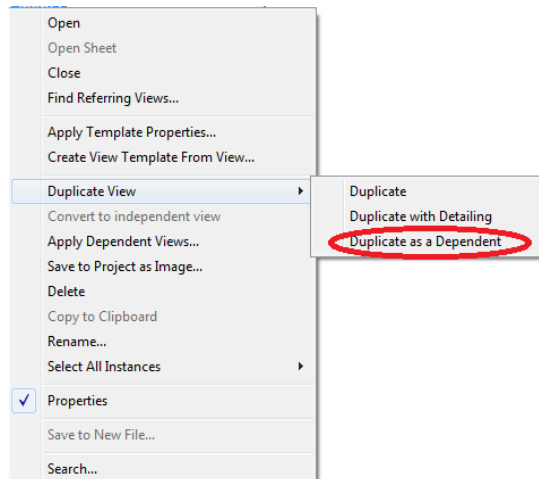 Open
Open Sheet
Close
Find Referring Views...
Apply Template Properties...
Create View Template From View...
Duplicate View
Duplicate
Duplicate with Detailing
Duplicate as a Dependent
Convert to independent view
Apply Dependent Views...
Save to Project as Image...
Delete
Copy to Clipboard
Rename...
Select All Instances
Properties
Save to New File...
Search...